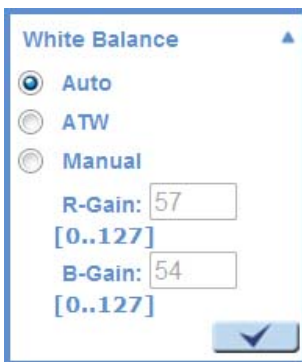 White Balance
Auto
ATW
Manual
R-Gain: 57
[0..127]
B-Gain: 54
[0..127]